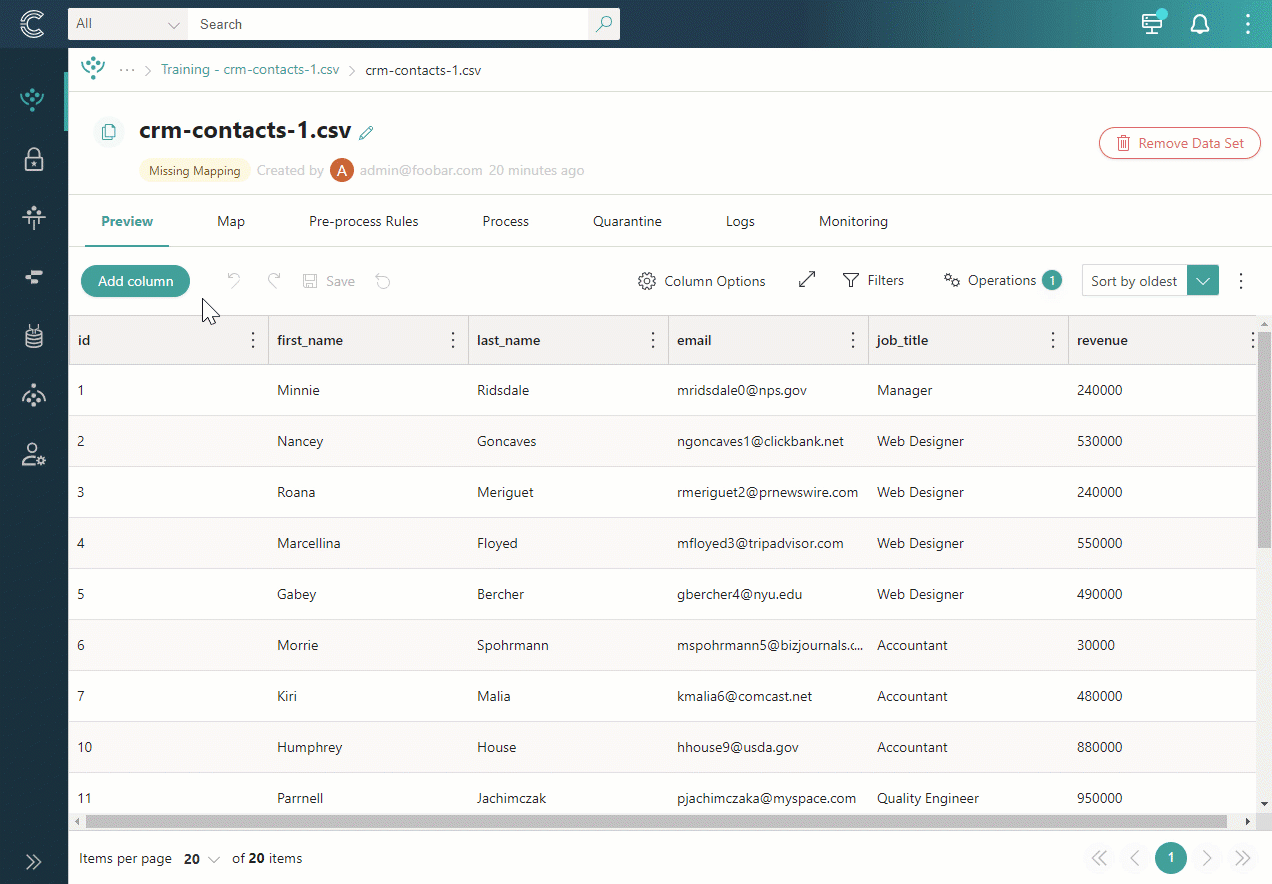 All Search
··· Training - crm-contacts-1.csv crm-contacts-1.csv
crm-contacts-1.csv
Remove Data Set
Missing Mapping Created by A admin@foobar.com 20 minutes ago
Preview Map Pre-process Rules Process Quarantine Logs Monitoring
Add column Save Column Options Filters Operations 1 Sort by oldest
id first_name last_name email job_title revenue
1 Minnie Ridsdale mridsdale0@nps.gov Manager 240000
2 Nancey Goncaves ngoncaves1@clickbank.net Web Designer 530000
3 Roana Meriguet rmeriguet2@prnewswire.com Web Designer 240000
4 Marcellina Floyed mfloyed3@tripadvisor.com Web Designer 550000
5 Gabey Bercher gbercher4@nyu.edu Web Designer 490000
6 Morrie Spohrmann mspohrmann5@bizjournals.c... Accountant 30000
7 Kiri Malia kmalia6@comcast.net Accountant 480000
10 Humphrey House hhouse9@usda.gov Accountant 880000
11 Parrnell Jachimczak pjachimczaka@myspace.com Quality Engineer 950000
Items per page 20 of 20 items 1